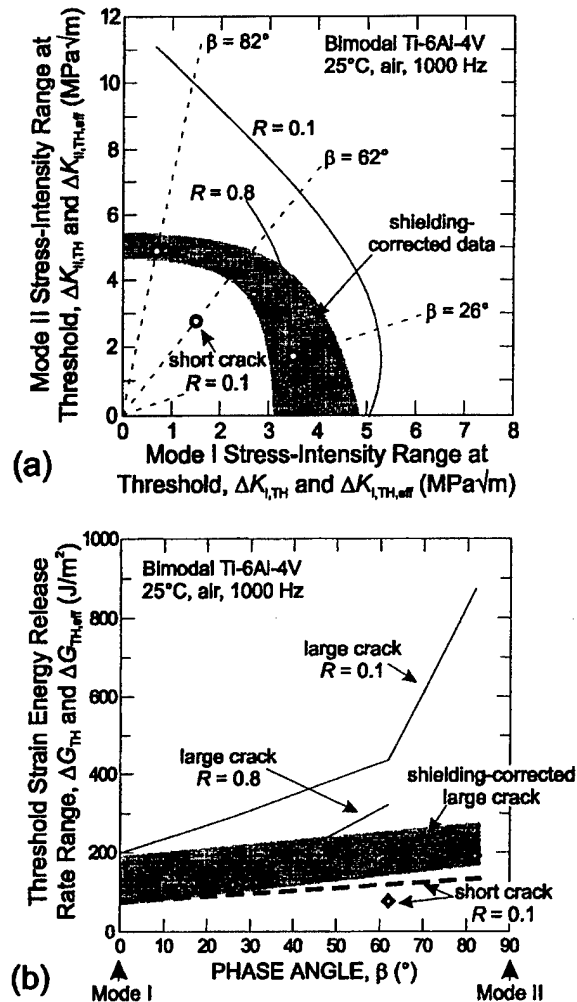 12
10
8
6
4
2
0
Mode II Stress-Intensity Range at
Threshold, ΔK_II,TH and ΔK_II,TH,eff (MPa√m)
β = 82°
Bimodal Ti-6Al-4V
25°C, air, 1000 Hz
R = 0.1
β = 62°
R = 0.8
shielding-
corrected data
β = 26°
short crack
R = 0.1
0 1 2 3 4 5 6 7 8
(a)
Mode I Stress-Intensity Range at
Threshold, ΔK_I,TH and ΔK_I,TH,eff (MPa√m)
1000
800
600
400
200
0
Threshold Strain Energy Release
Rate Range, ΔG_TH and ΔG_TH,eff (J/m²)
Bimodal Ti-6Al-4V
25°C, air, 1000 Hz
large crack
R = 0.1
large crack
R = 0.8
shielding-corrected
large crack
short crack
R = 0.1
0 10 20 30 40 50 60 70 80 90
(b)
PHASE ANGLE, β (°)
Mode I
Mode II